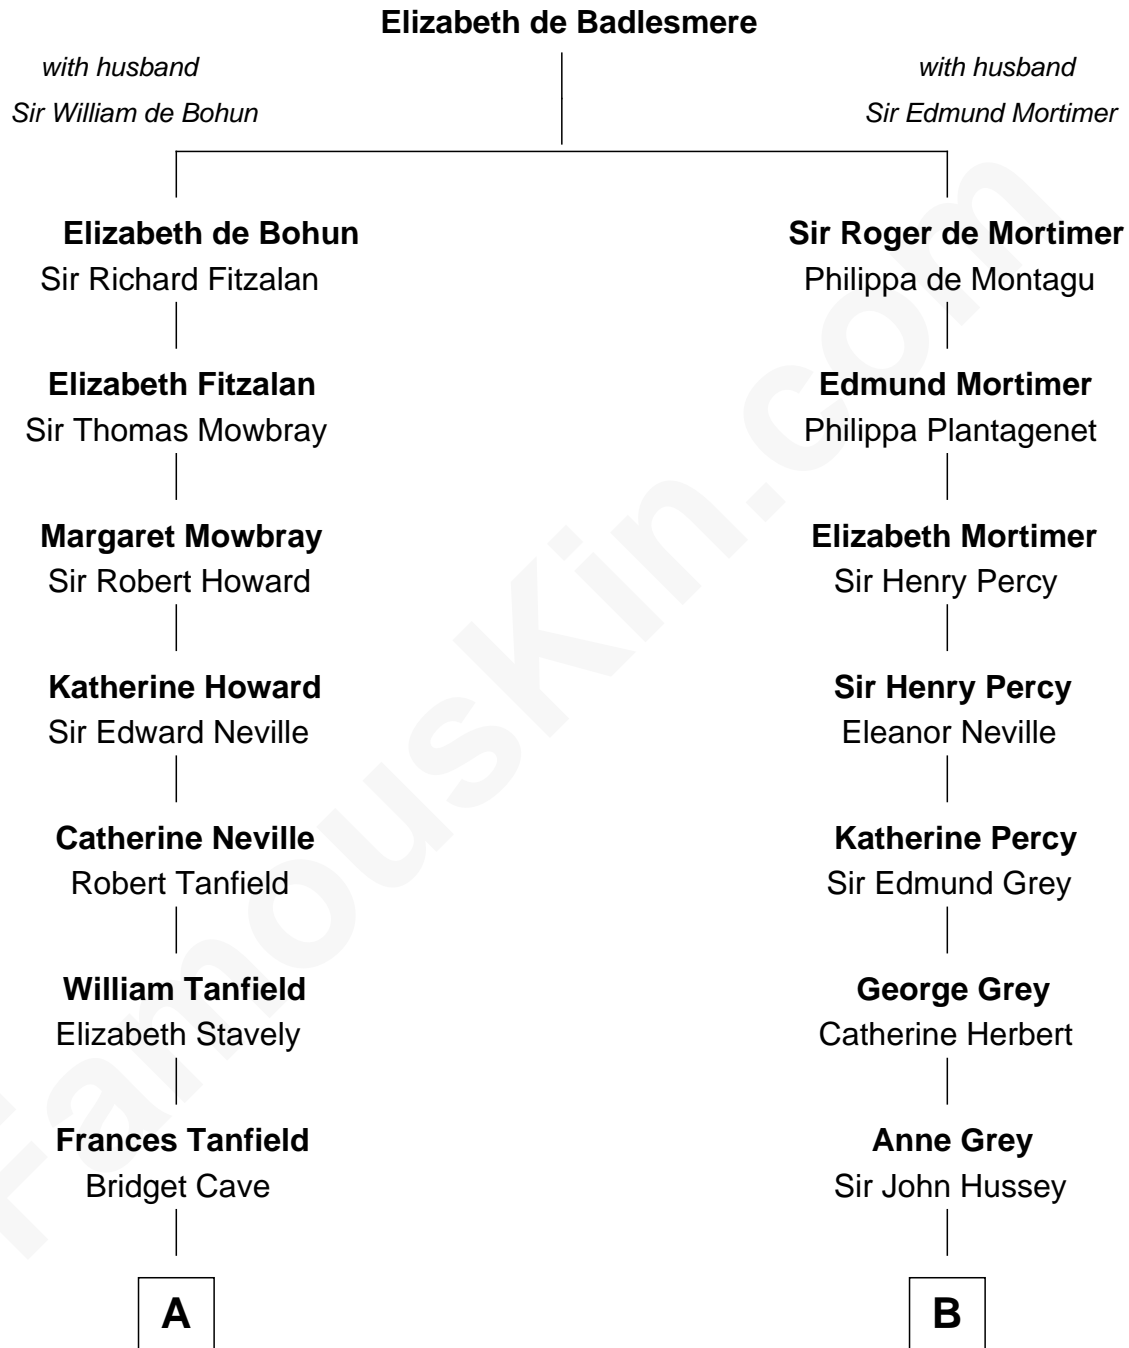 Elizabeth de Badlesmere
with husband
Sir William de Bohun
with husband
Sir Edmund Mortimer
Elizabeth de Bohun
Sir Richard Fitzalan
Sir Roger de Mortimer
Philippa de Montagu
Elizabeth Fitzalan
Sir Thomas Mowbray
Edmund Mortimer
Philippa Plantagenet
Margaret Mowbray
Sir Robert Howard
Elizabeth Mortimer
Sir Henry Percy
Katherine Howard
Sir Edward Neville
Sir Henry Percy
Eleanor Neville
Catherine Neville
Robert Tanfield
Katherine Percy
Sir Edmund Grey
William Tanfield
Elizabeth Stavely
George Grey
Catherine Herbert
Frances Tanfield
Bridget Cave
Anne Grey
Sir John Hussey
A
B
FamousKin.com